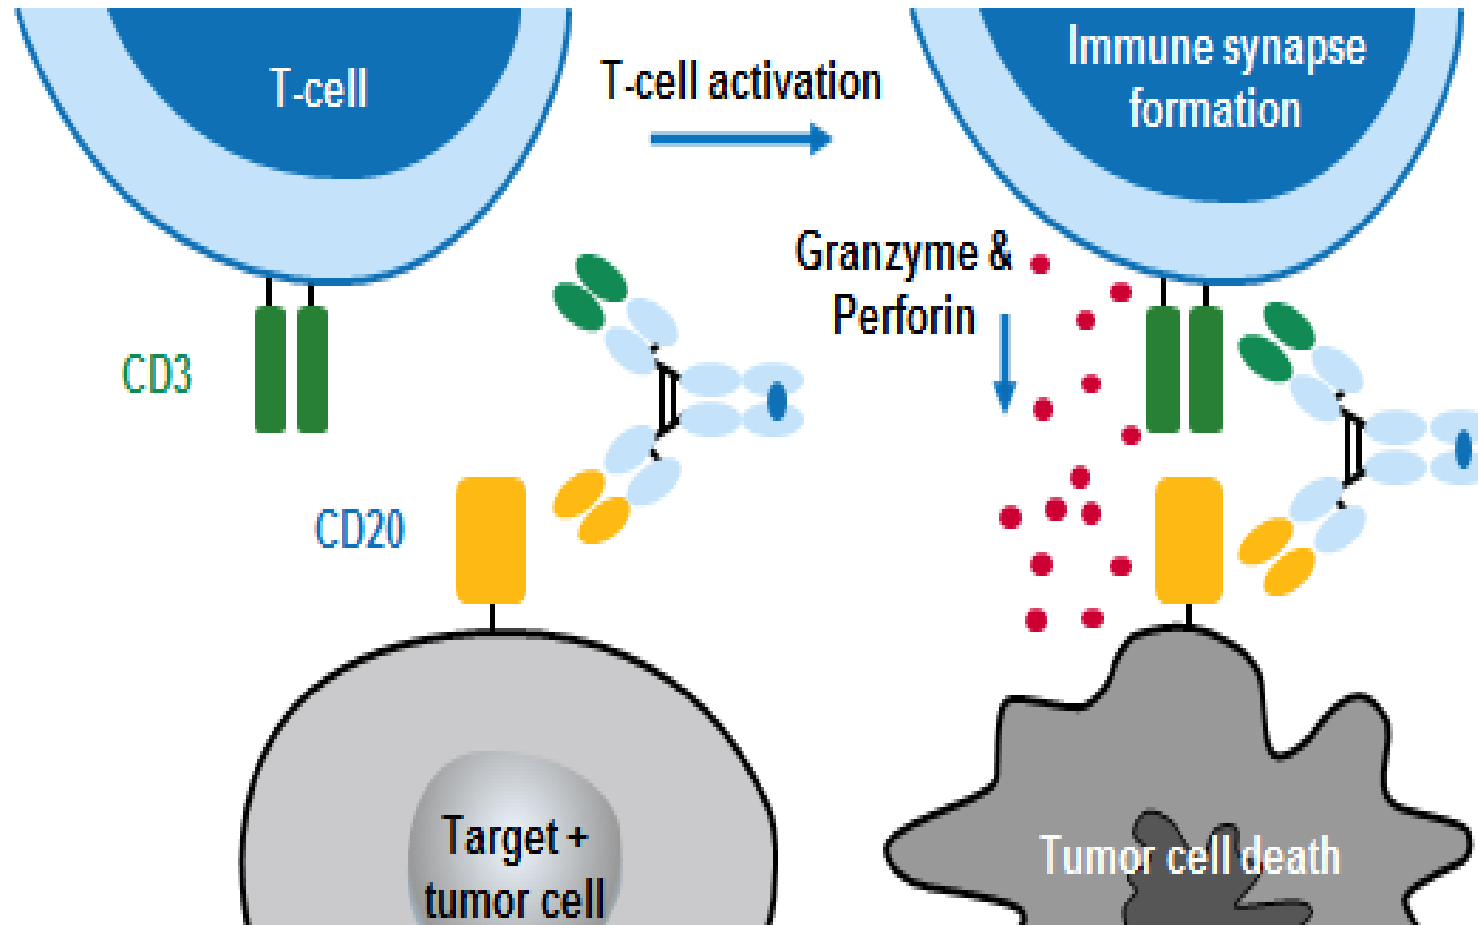 T-cell
T-cell activation
Immune synapse
formation
Granzyme &
Perforin
CD3
CD20
Target +
tumor cell
Tumor cell death